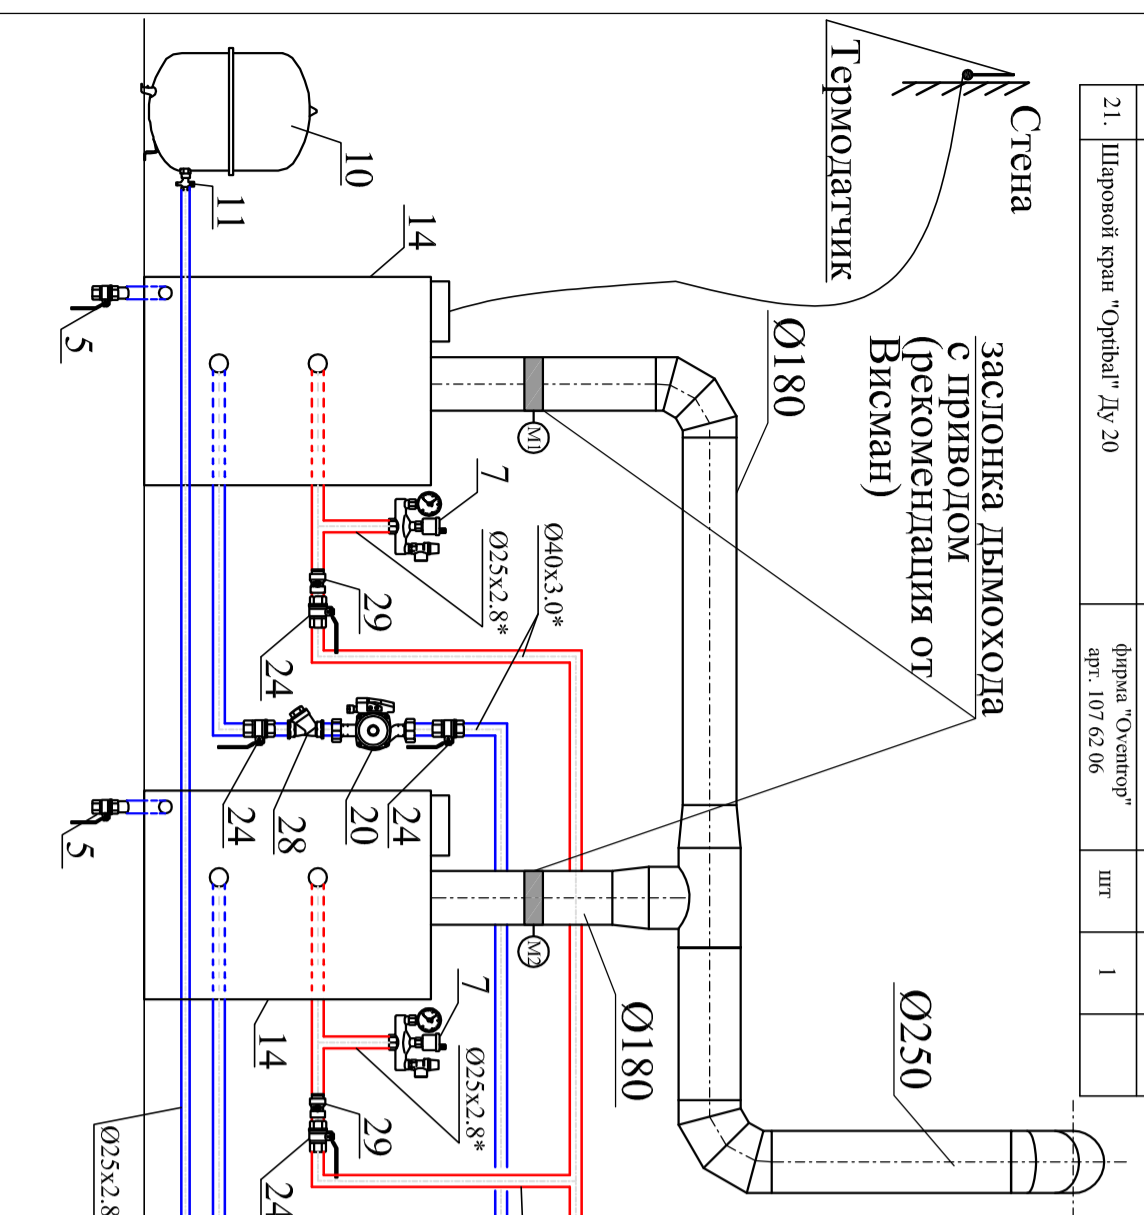 21.
Шаровой кран "Optibal" Ду 20
фирма "Oventrop"
арт. 107 62 06
шт
1
Стена
Термодатчик
заслонка дымохода
с приводом
(рекомендация от
Висман)
Ø180
Ø250
Ø180
10
11
14
5
M1
7
Ø40x3.0*
Ø25x2.8*
29
24
24
28
20
24
5
M2
7
14
Ø25x2.8*
29
24
Ø25x2.8